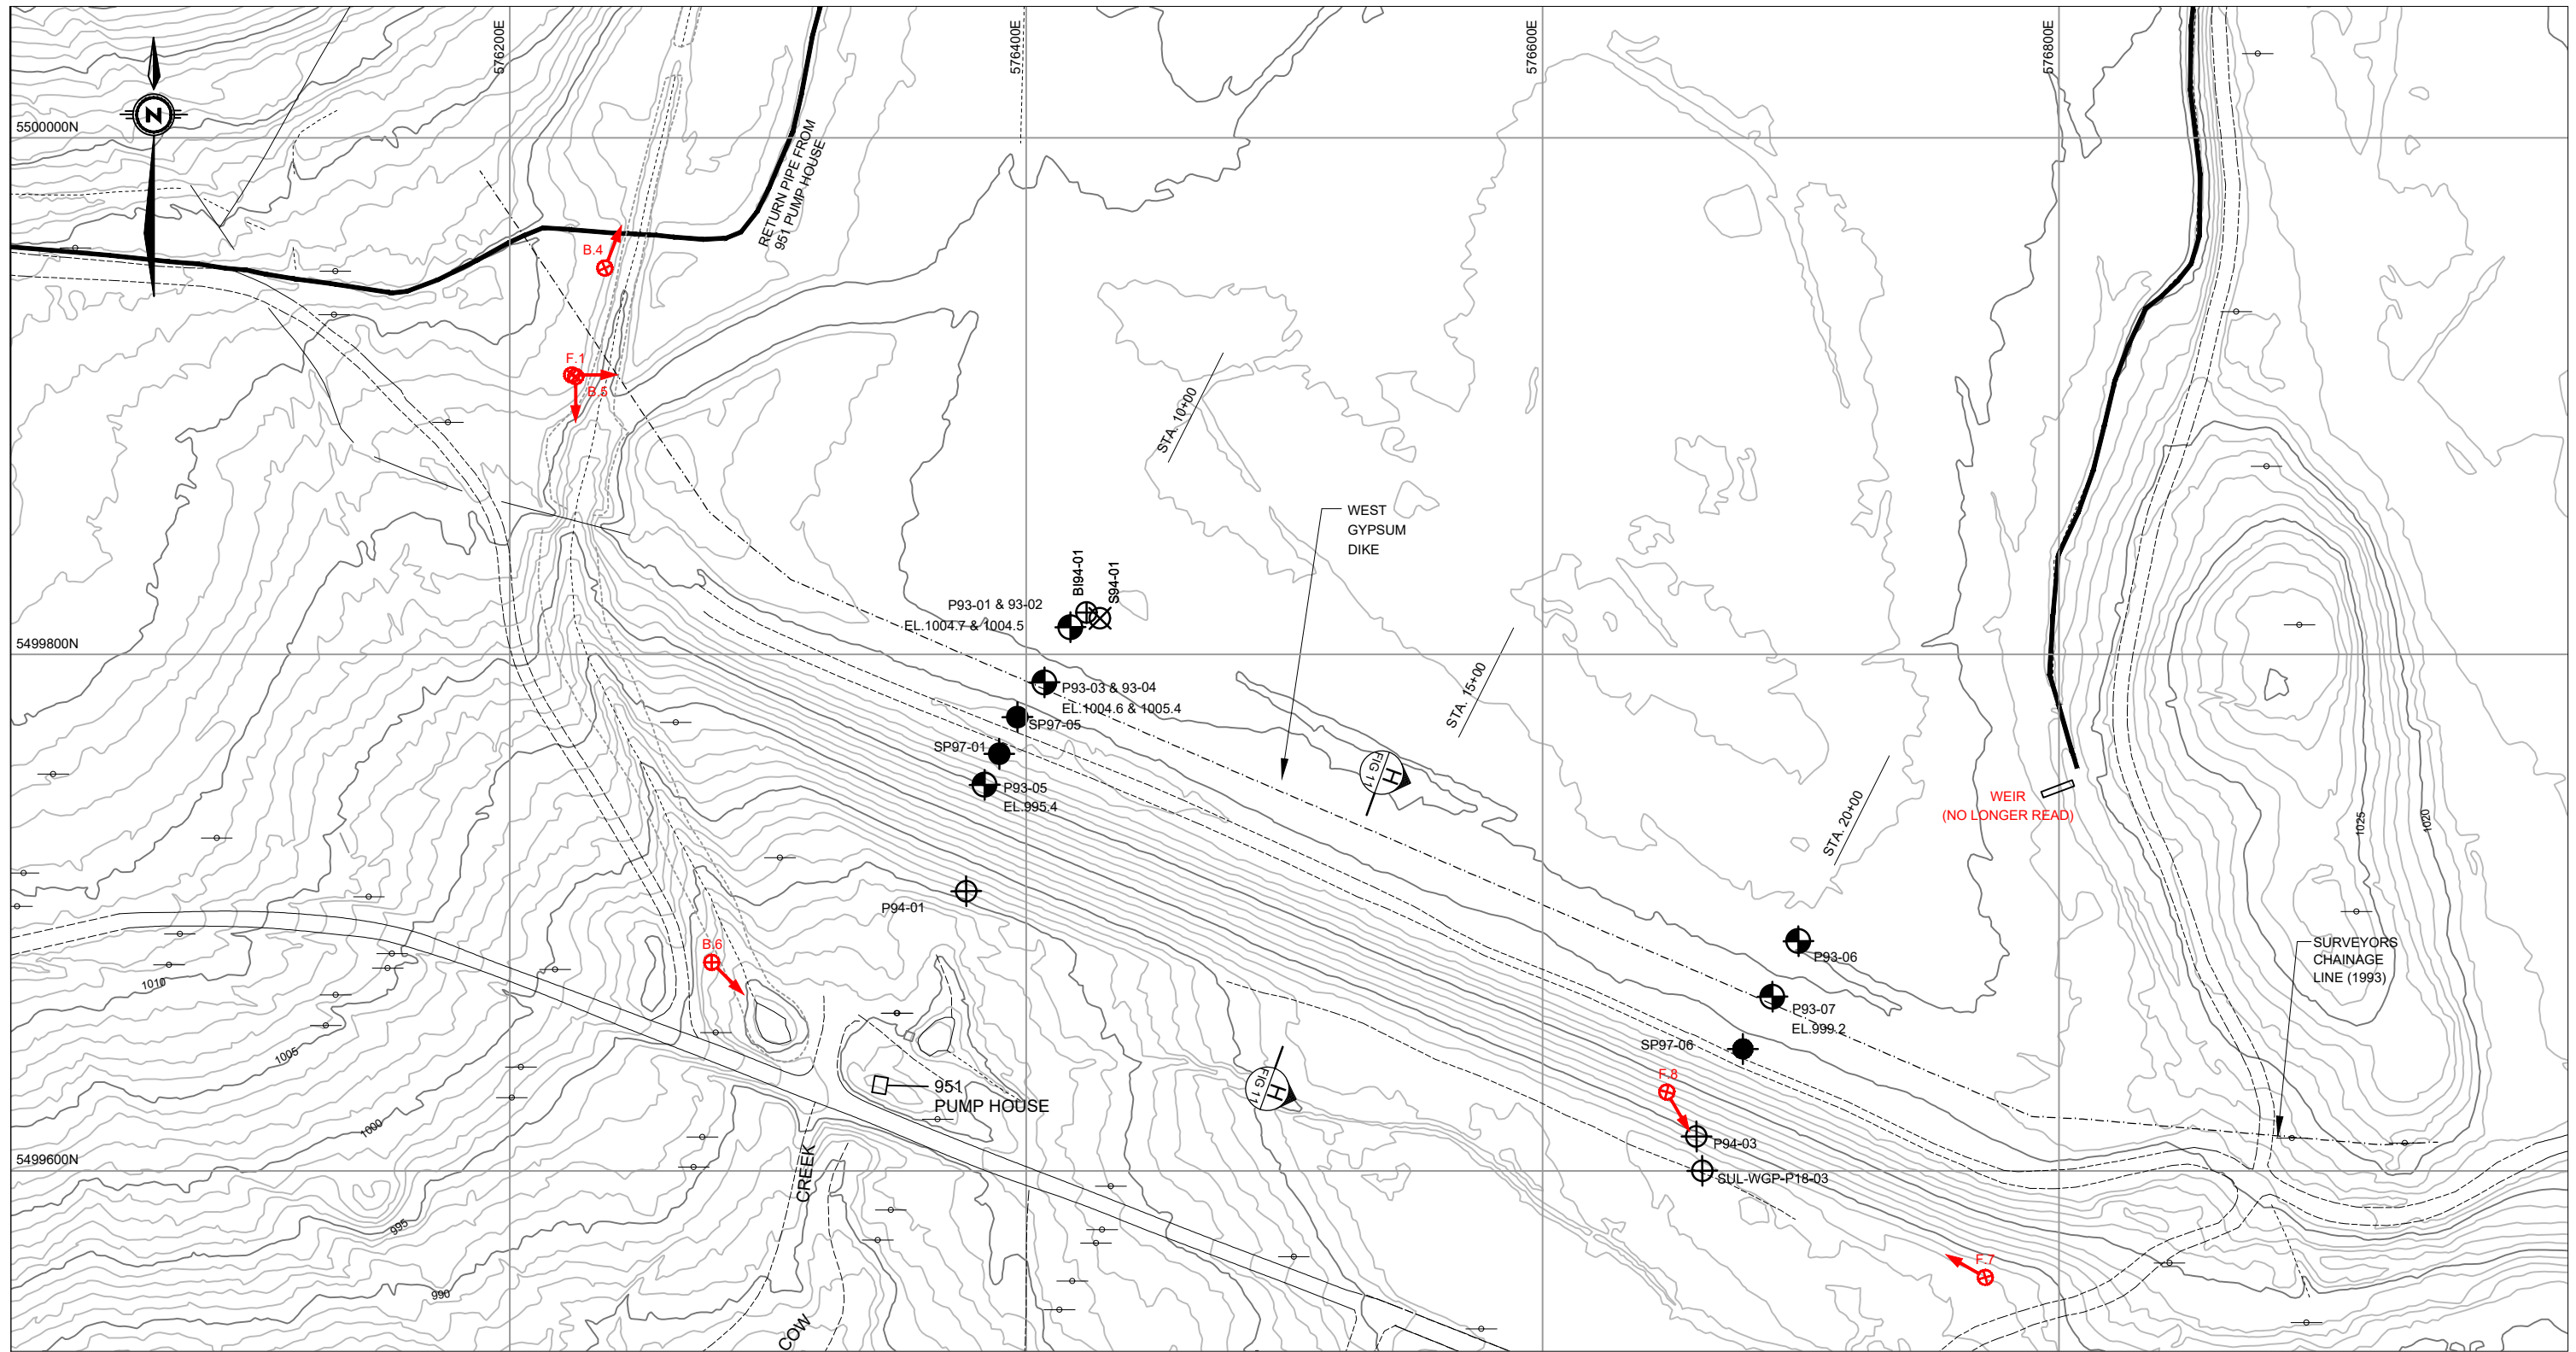 576200E
576400E
576600E
576800E
N
5500000N
RETURN PIPE FROM
951 PUMP HOUSE
B.4
F.1
B.5
STA. 10+00
WEST
GYPSUM
DIKE
BI94-01
S94-01
P93-01 & 93-02
EL.1004.7 & 1004.5
5499800N
P93-03 & 93-04
EL.1004.6 & 1005.4
SP97-05
SP97-01
P93-05
EL.995.4
STA. 15+00
H
FIG 11
STA. 20+00
WEIR
(NO LONGER READ)
1025
1020
P94-01
B.6
P93-06
SURVEYORS
CHAINAGE
LINE (1993)
1010
P93-07
EL.999.2
SP97-06
1005
951
PUMP HOUSE
H
FIG 11
F.8
1000
P94-03
5499600N
CREEK
SUL-WGP-P18-03
995
F.7
990
COW